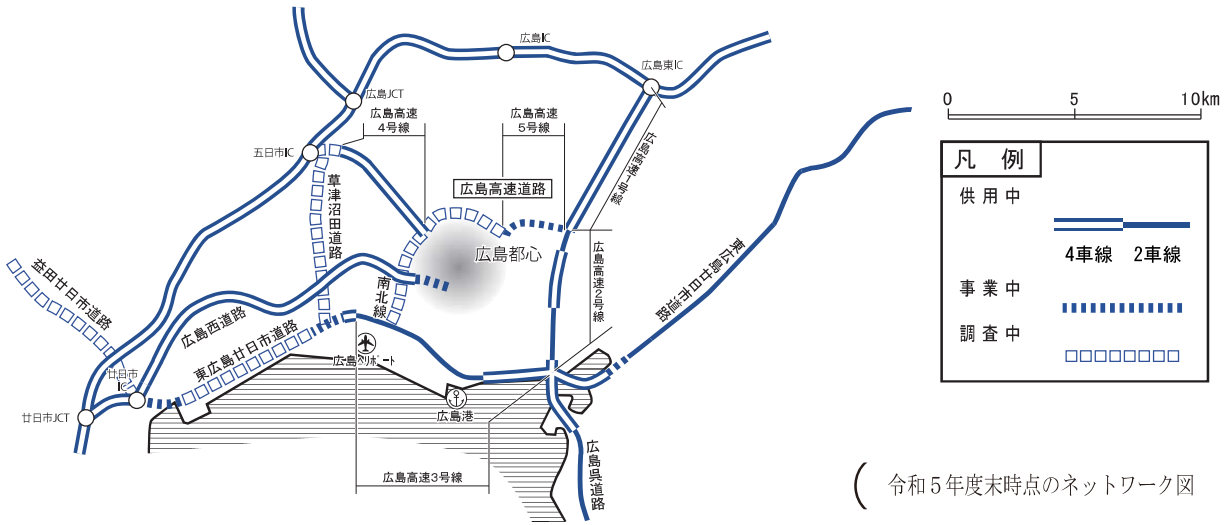 広島IC
広島東IC
広島JCT
広島高速
4号線
広島高速
5号線
五日市IC
広島高速1号線
草津沼田道路
広島高速道路
広島都心
広島高速2号線
東広島廿日市道路
南北線
益田廿日市道路
広島西道路
東広島廿日市道路
広島ヘリポート
廿日市
IC
廿日市JCT
広島港
広島呉道路
広島高速3号線
0 5 10km
凡 例
供用中
4車線 2車線
事業中
調査中
( 令和5年度末時点のネットワーク図